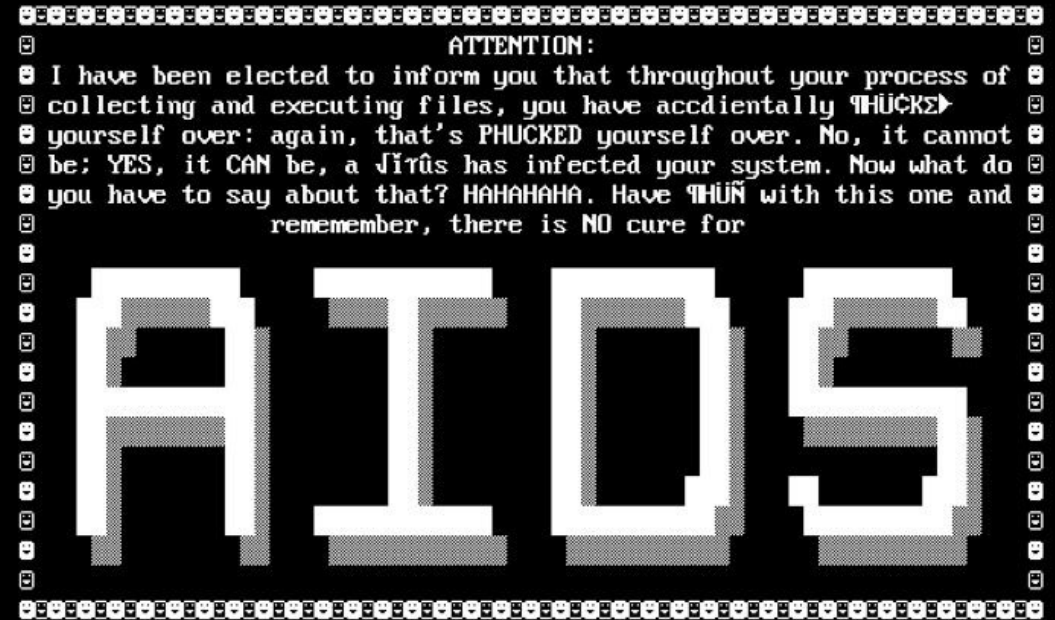 ATTENTION:
I have been elected to inform you that throughout your process of
collecting and executing files, you have accdientally ¶HÜ¢KΣ►
yourself over: again, that's PHUCKED yourself over. No, it cannot
be; YES, it CAN be, a √ìτûs has infected your system. Now what do
you have to say about that? HAHAHAHA. Have ¶HÜÑ with this one and
rememember, there is NO cure for
AIDS